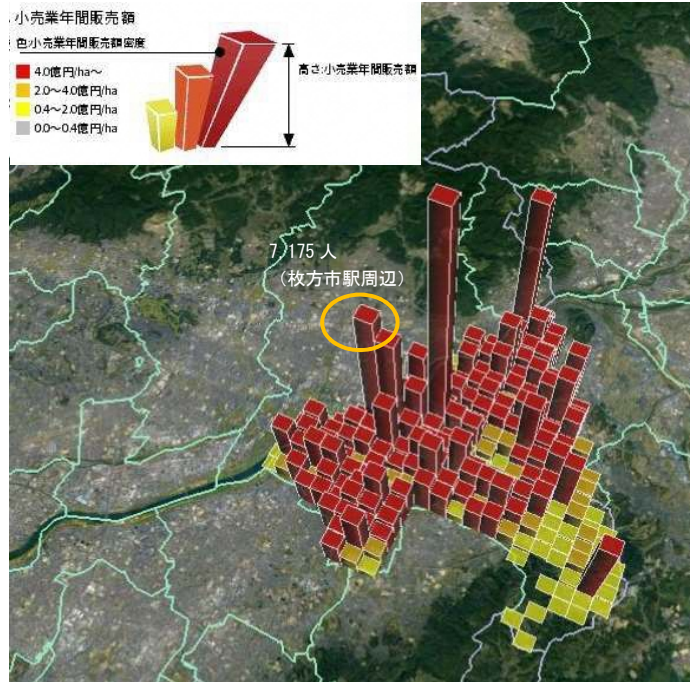 小売業年間販売額
色:小売業年間販売額密度
4.0億円/ha～
2.0～4.0億円/ha
0.4～2.0億円/ha
0.0～0.4億円/ha
高さ:小売業年間販売額
7,175 人
（枚方市駅周辺）